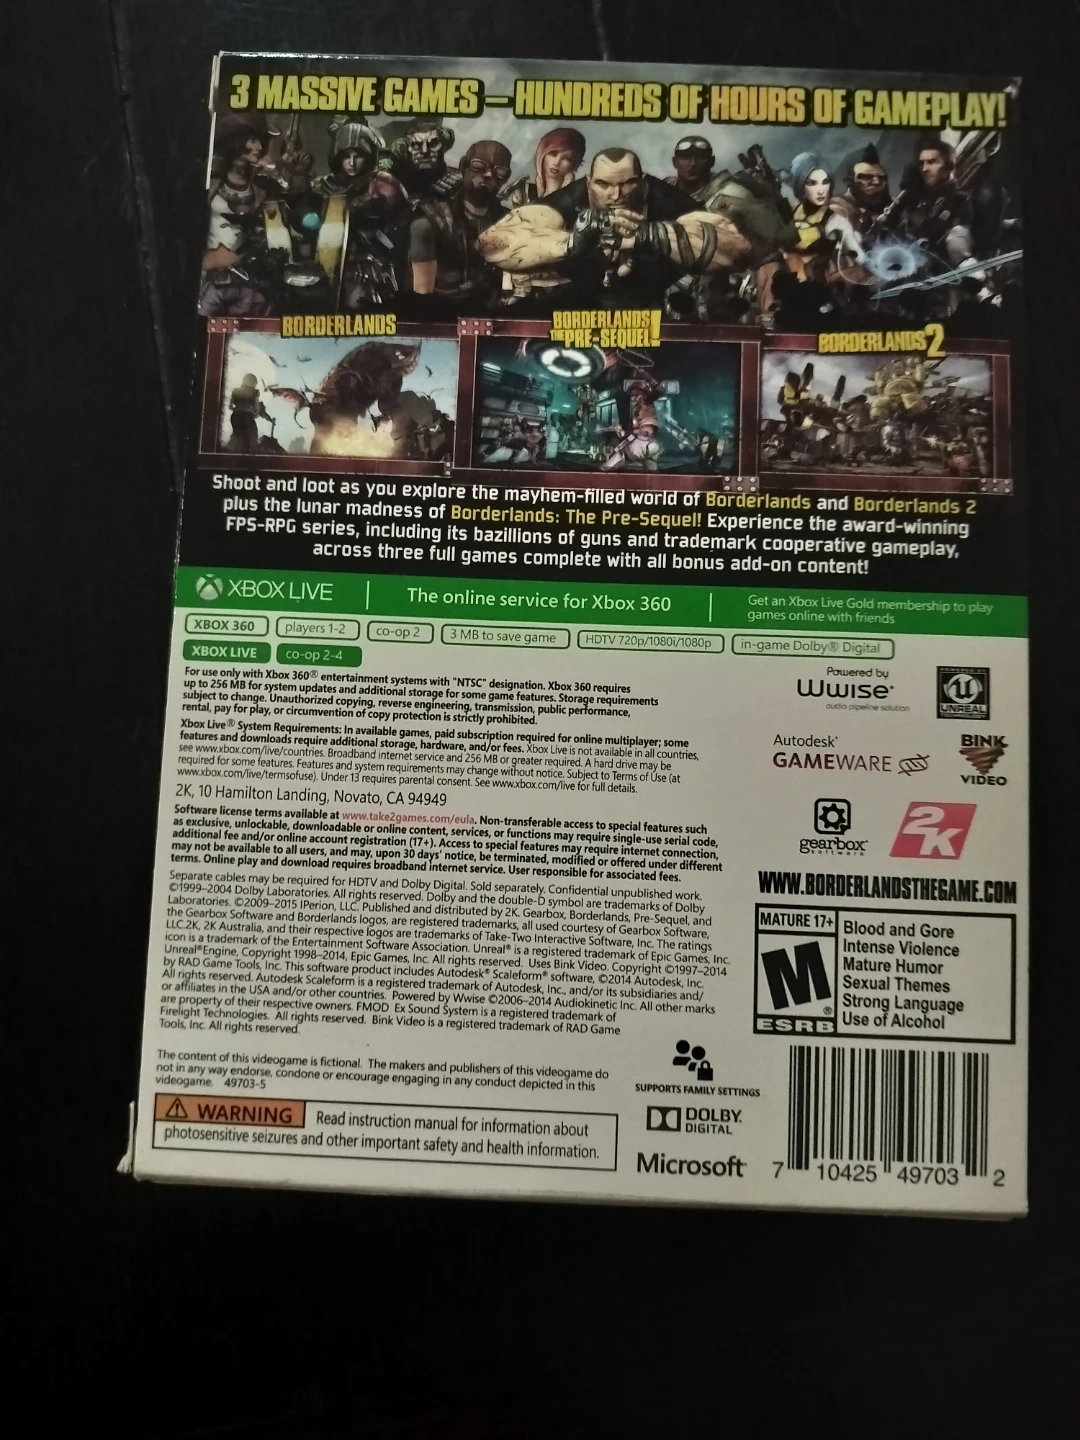 3 MASSIVE GAMES – HUNDREDS OF HOURS OF GAMEPLAY!
BORDERLANDS
BORDERLANDS
THE PRE-SEQUEL!
BORDERLANDS 2
Shoot and loot as you explore the mayhem-filled world of Borderlands and Borderlands 2
plus the lunar madness of Borderlands: The Pre-Sequel! Experience the award-winning
FPS-RPG series, including its bazillions of guns and trademark cooperative gameplay,
across three full games complete with all bonus add-on content!
XBOX LIVE
The online service for Xbox 360
Get an Xbox Live Gold membership to play
games online with friends
XBOX 360
players 1-2
co-op 2
3 MB to save game
HDTV 720p/1080i/1080p
in-game Dolby® Digital
XBOX LIVE
co-op 2-4
For use only with Xbox 360® entertainment systems with "NTSC" designation. Xbox 360 requires
up to 256 MB for system updates and additional storage for some game features. Storage requirements
subject to change. Unauthorized copying, reverse engineering, transmission, public performance,
rental, pay for play, or circumvention of copy protection is strictly prohibited.
Xbox Live® System Requirements: In available games, paid subscription required for online multiplayer; some
features and downloads require additional storage, hardware, and/or fees. Xbox Live is not available in all countries,
see www.xbox.com/live/countries. Broadband internet service and 256 MB or greater required. A hard drive may be
required for some features. Features and system requirements may change without notice. Subject to Terms of Use (at
www.xbox.com/live/termsofuse). Under 13 requires parental consent. See www.xbox.com/live for full details.
2K, 10 Hamilton Landing, Novato, CA 94949
Software license terms available at www.take2games.com/eula. Non-transferable access to special features such
as exclusive, unlockable, downloadable or online content, services, or functions may require single-use serial code,
additional fee and/or online account registration (17+). Access to special features may require internet connection,
may not be available to all users, and may, upon 30 days' notice, be terminated, modified or offered under different
terms. Online play and download requires broadband internet service. User responsible for associated fees.
Separate cables may be required for HDTV and Dolby Digital. Sold separately. Confidential unpublished work.
©1999-2004 Dolby Laboratories. All rights reserved. Dolby and the double-D symbol are trademarks of Dolby
Laboratories. ©2009-2015 IPerion, LLC. Published and distributed by 2K. Gearbox, Borderlands, Pre-Sequel, and
the Gearbox Software and Borderlands logos, are registered trademarks, all used courtesy of Gearbox Software,
LLC.2K, 2K Australia, and their respective logos are trademarks of Take-Two Interactive Software, Inc. The ratings
icon is a trademark of the Entertainment Software Association. Unreal® is a registered trademark of Epic Games, Inc.
Unreal®Engine, Copyright 1998-2014, Epic Games, Inc. All rights reserved. Uses Bink Video. Copyright ©1997-2014
by RAD Game Tools, Inc. This software product includes Autodesk® Scaleform® software, ©2014 Autodesk, Inc.
All rights reserved. Autodesk Scaleform is a registered trademark of Autodesk, Inc., and/or its subsidiaries and/
or affiliates in the USA and/or other countries. Powered by Wwise ©2006-2014 Audiokinetic Inc. All other marks
are property of their respective owners. FMOD Ex Sound System is a registered trademark of
Firelight Technologies. All rights reserved. Bink Video is a registered trademark of RAD Game
Tools, Inc. All rights reserved.
The content of this videogame is fictional. The makers and publishers of this videogame do
not in any way endorse, condone or encourage engaging in any conduct depicted in this
videogame. 49703-5
WARNING Read instruction manual for information about
photosensitive seizures and other important safety and health information.
Powered by
Wwise®
audio pipeline solution
POWERED BY
UNREAL
TECHNOLOGY
Autodesk®
GAMEWARE
BINK
VIDEO
gearbox®
software
2K
WWW.BORDERLANDSTHEGAME.COM
MATURE 17+
M®
ESRB
Blood and Gore
Intense Violence
Mature Humor
Sexual Themes
Strong Language
Use of Alcohol
SUPPORTS FAMILY SETTINGS
DOLBY
DIGITAL
Microsoft
7 10425 49703 2